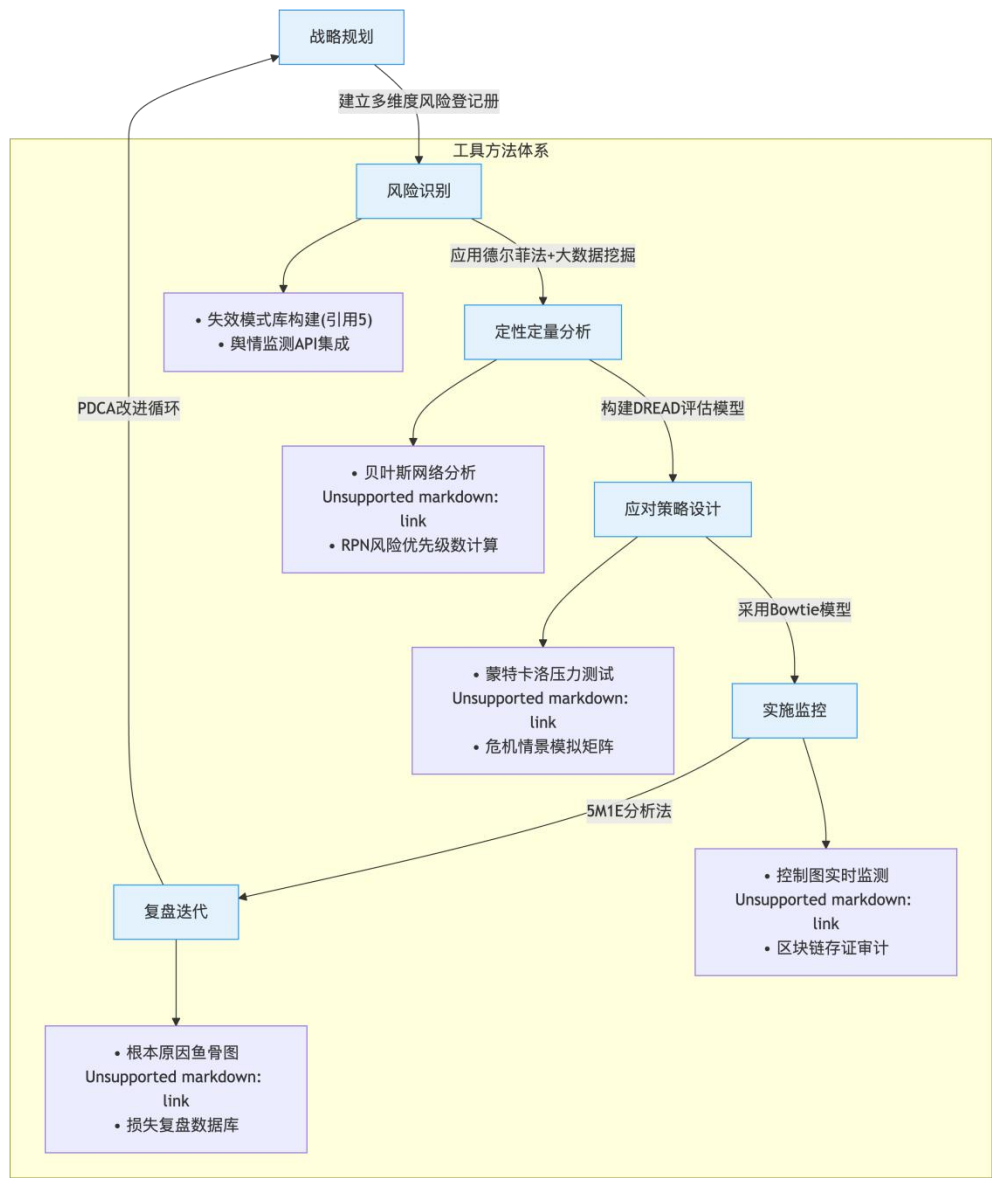 战略规划
建立多维度风险登记册
工具方法体系
风险识别
应用德尔菲法+大数据挖掘
• 失效模式库构建(引用5)
• 舆情监测API集成
定性定量分析
PDCA改进循环
构建DREAD评估模型
• 贝叶斯网络分析
Unsupported markdown:
link
• RPN风险优先级数计算
应对策略设计
采用Bowtie模型
• 蒙特卡洛压力测试
Unsupported markdown:
link
• 危机情景模拟矩阵
实施监控
5M1E分析法
• 控制图实时监测
Unsupported markdown:
link
• 区块链存证审计
复盘迭代
• 根本原因鱼骨图
Unsupported markdown:
link
• 损失复盘数据库